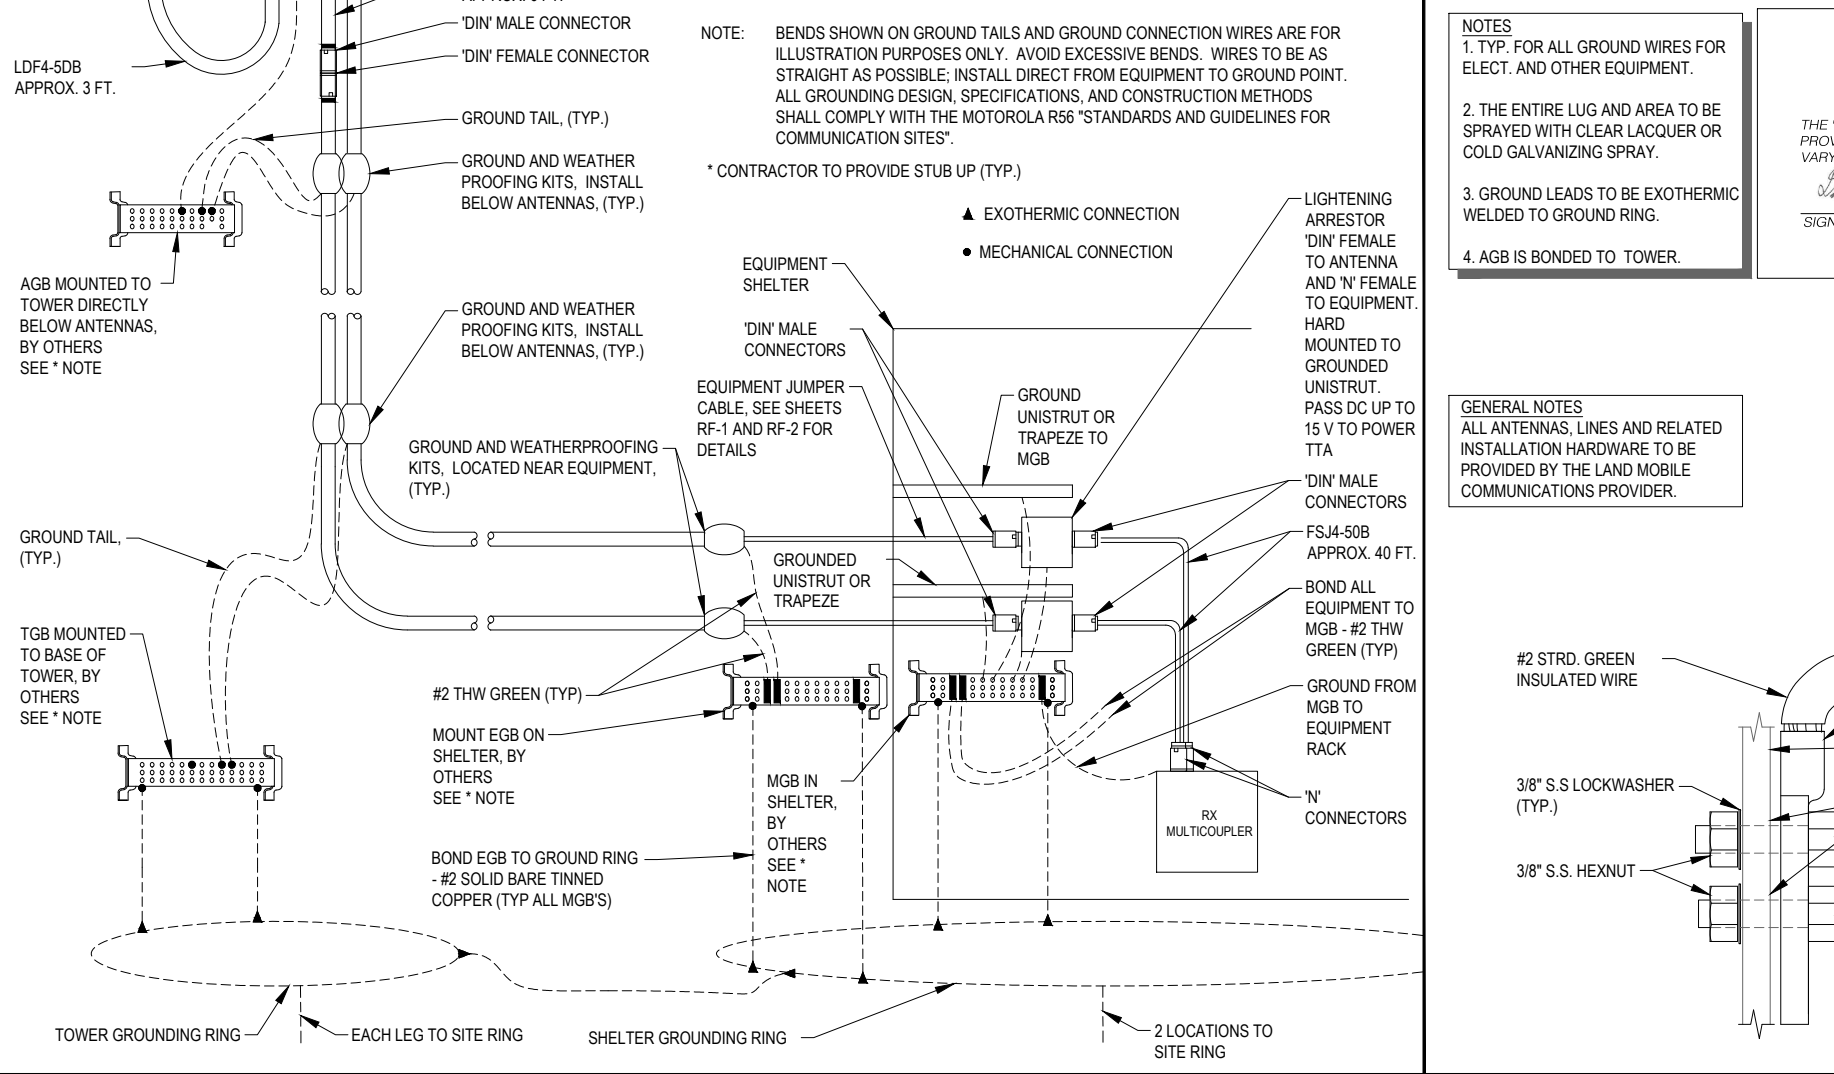 'DIN' MALE CONNECTOR
'DIN' FEMALE CONNECTOR
LDF4-5DB
APPROX. 3 FT.
GROUND TAIL, (TYP.)
GROUND AND WEATHER
PROOFING KITS, INSTALL
BELOW ANTENNAS, (TYP.)
AGB MOUNTED TO
TOWER DIRECTLY
BELOW ANTENNAS,
BY OTHERS
SEE * NOTE
GROUND AND WEATHER
PROOFING KITS, INSTALL
BELOW ANTENNAS, (TYP.)
NOTE: BENDS SHOWN ON GROUND TAILS AND GROUND CONNECTION WIRES ARE FOR
ILLUSTRATION PURPOSES ONLY. AVOID EXCESSIVE BENDS. WIRES TO BE AS
STRAIGHT AS POSSIBLE; INSTALL DIRECT FROM EQUIPMENT TO GROUND POINT.
ALL GROUNDING DESIGN, SPECIFICATIONS, AND CONSTRUCTION METHODS
SHALL COMPLY WITH THE MOTOROLA R56 "STANDARDS AND GUIDELINES FOR
COMMUNICATION SITES".
* CONTRACTOR TO PROVIDE STUB UP (TYP.)
EXOTHERMIC CONNECTION
MECHANICAL CONNECTION
EQUIPMENT
SHELTER
'DIN' MALE
CONNECTORS
EQUIPMENT JUMPER
CABLE, SEE SHEETS
RF-1 AND RF-2 FOR
DETAILS
GROUND
UNISTRUT OR
TRAPEZE TO
MGB
LIGHTENING
ARRESTOR
'DIN' FEMALE
TO ANTENNA
AND 'N' FEMALE
TO EQUIPMENT.
HARD
MOUNTED TO
GROUNDED
UNISTRUT.
PASS DC UP TO
15 V TO POWER
TTA
GROUND AND WEATHERPROOFING
KITS, LOCATED NEAR EQUIPMENT,
(TYP.)
'DIN' MALE
CONNECTORS
GROUND TAIL,
(TYP.)
GROUNDED
UNISTRUT OR
TRAPEZE
FSJ4-50B
APPROX. 40 FT.
BOND ALL
EQUIPMENT TO
MGB - #2 THW
GREEN (TYP)
TGB MOUNTED
TO BASE OF
TOWER, BY
OTHERS
SEE * NOTE
#2 THW GREEN (TYP)
GROUND FROM
MGB TO
EQUIPMENT
RACK
MOUNT EGB ON
SHELTER, BY
OTHERS
SEE * NOTE
MGB IN
SHELTER,
BY
OTHERS
SEE *
NOTE
'N'
CONNECTORS
RX
MULTICOUPLER
BOND EGB TO GROUND RING
- #2 SOLID BARE TINNED
COPPER (TYP ALL MGB'S)
TOWER GROUNDING RING
EACH LEG TO SITE RING
SHELTER GROUNDING RING
2 LOCATIONS TO
SITE RING
NOTES
1. TYP. FOR ALL GROUND WIRES FOR
ELECT. AND OTHER EQUIPMENT.
2. THE ENTIRE LUG AND AREA TO BE
SPRAYED WITH CLEAR LACQUER OR
COLD GALVANIZING SPRAY.
3. GROUND LEADS TO BE EXOTHERMIC
WELDED TO GROUND RING.
4. AGB IS BONDED TO TOWER.
THE
GENERAL NOTES
ALL ANTENNAS, LINES AND RELATED
INSTALLATION HARDWARE TO BE
PROVIDED BY THE LAND MOBILE
COMMUNICATIONS PROVIDER.
#2 STRD. GREEN
INSULATED WIRE
3/8" S.S LOCKWASHER
(TYP.)
3/8" S.S. HEXNUT